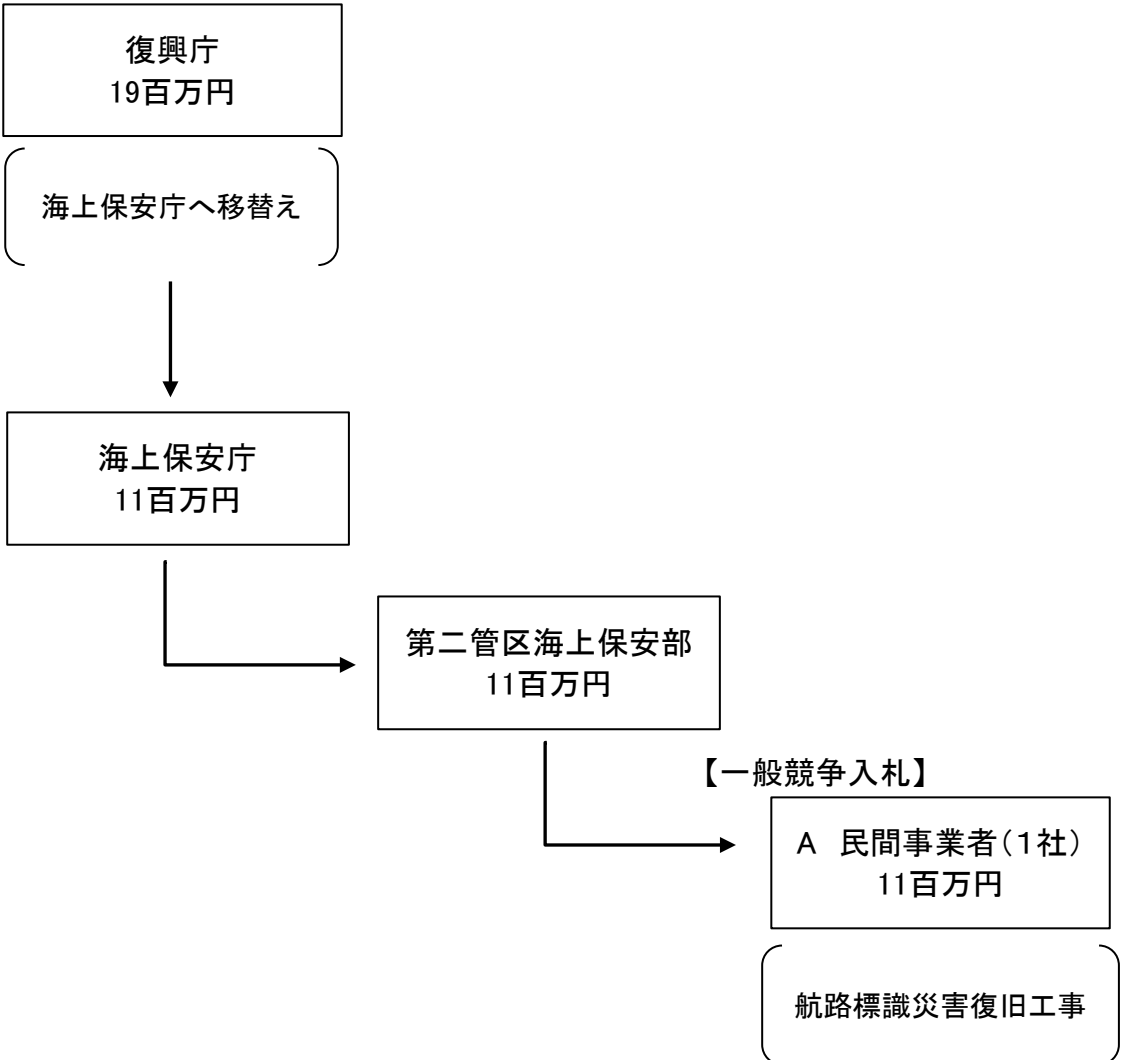 復興庁
19百万円
海上保安庁へ移替え
海上保安庁
11百万円
第二管区海上保安部
11百万円
【一般競争入札】
A　民間事業者（１社）
11百万円
航路標識災害復旧工事